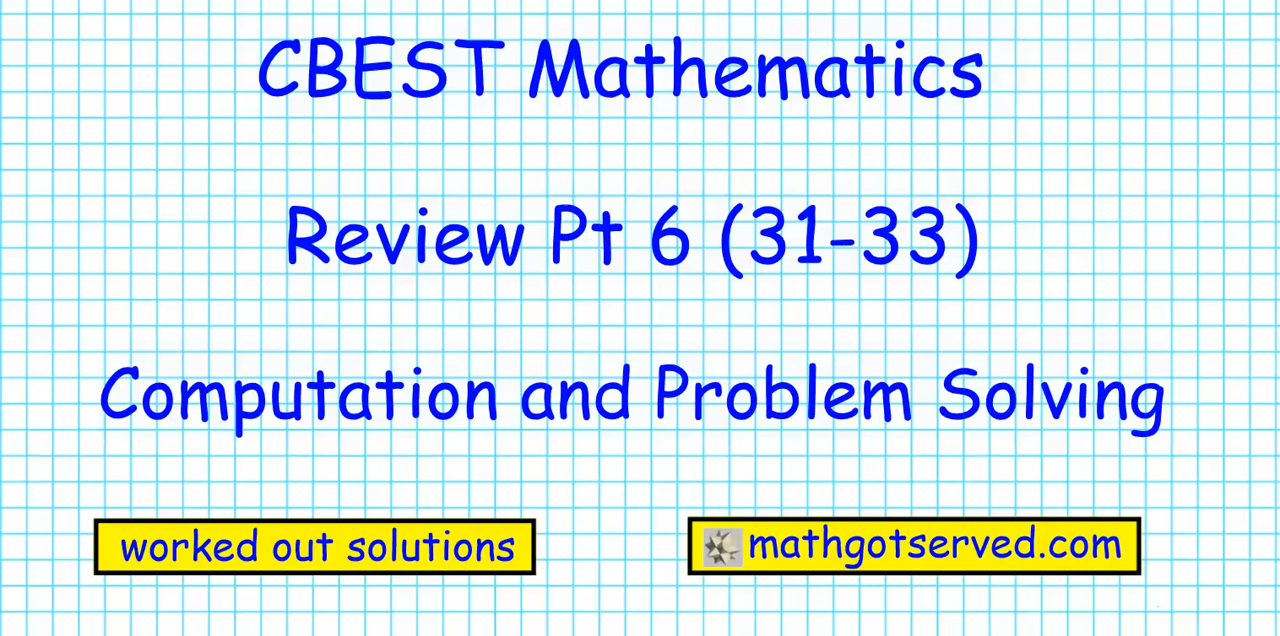 CBEST Mathematics
Review Pt 6 (31-33)
Computation and Problem Solving
worked out solutions
mathgotserved.com